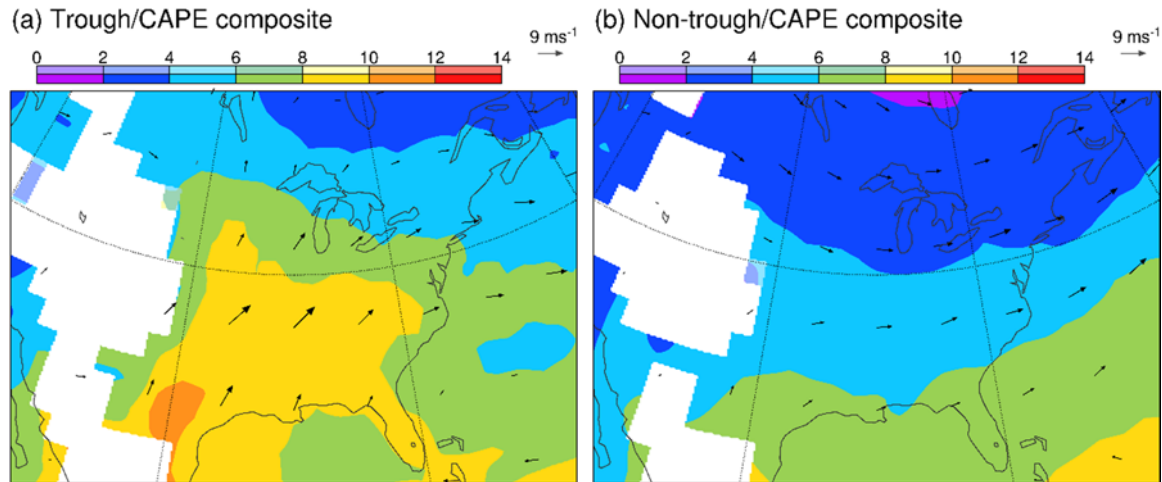 (a) Trough/CAPE composite
9 ms⁻¹
0 2 4 6 8 10 12 14
(b) Non-trough/CAPE composite
9 ms⁻¹
0 2 4 6 8 10 12 14